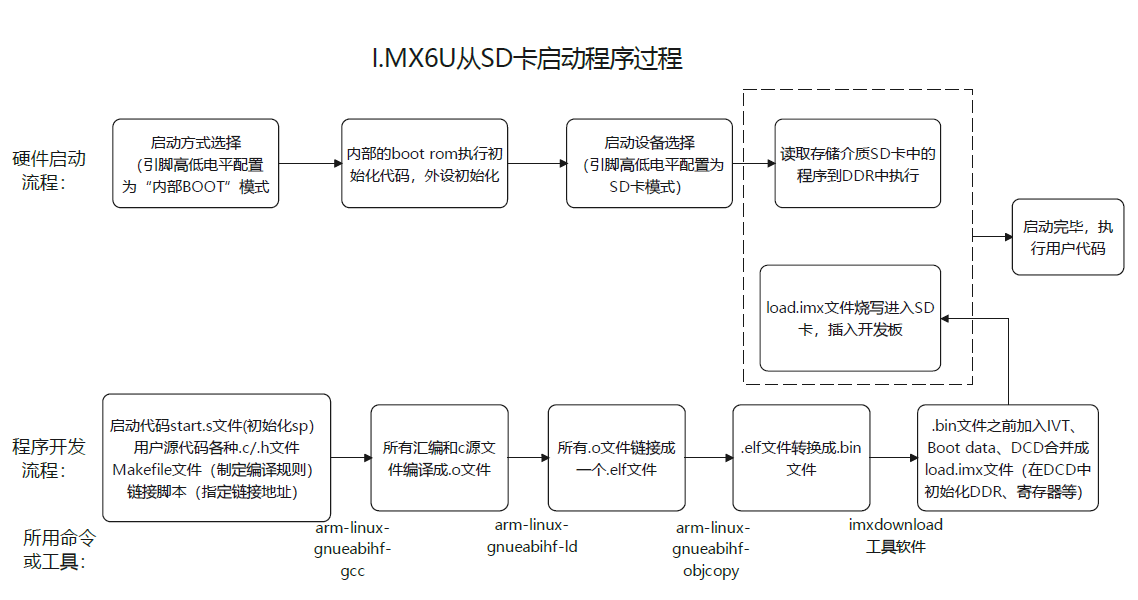 I.MX6U从SD卡启动程序过程
硬件启动
流程：
启动方式选择
（引脚高低电平配置
为“内部BOOT”模式
内部的boot rom执行初
始化代码，外设初始化
启动设备选择
（引脚高低电平配置为
SD卡模式）
读取存储介质SD卡中的
程序到DDR中执行
启动完毕，执
行用户代码
load.imx文件烧写进入SD
卡，插入开发板
程序开发
流程：
启动代码start.s文件(初始化sp）
用户源代码各种.c/.h文件
Makefile文件（制定编译规则）
链接脚本（指定链接地址）
所有汇编和c源文
件编译成.o文件
所有.o文件链接成
一个.elf文件
.elf文件转换成.bin
文件
.bin文件之前加入IVT、
Boot data、DCD合并成
load.imx文件（在DCD中
初始化DDR、寄存器等）
所用命令
或工具：
arm-linux-
gnueabihf-
gcc
arm-linux-
gnueabihf-ld
arm-linux-
gnueabihf-
objcopy
imxdownload
工具软件